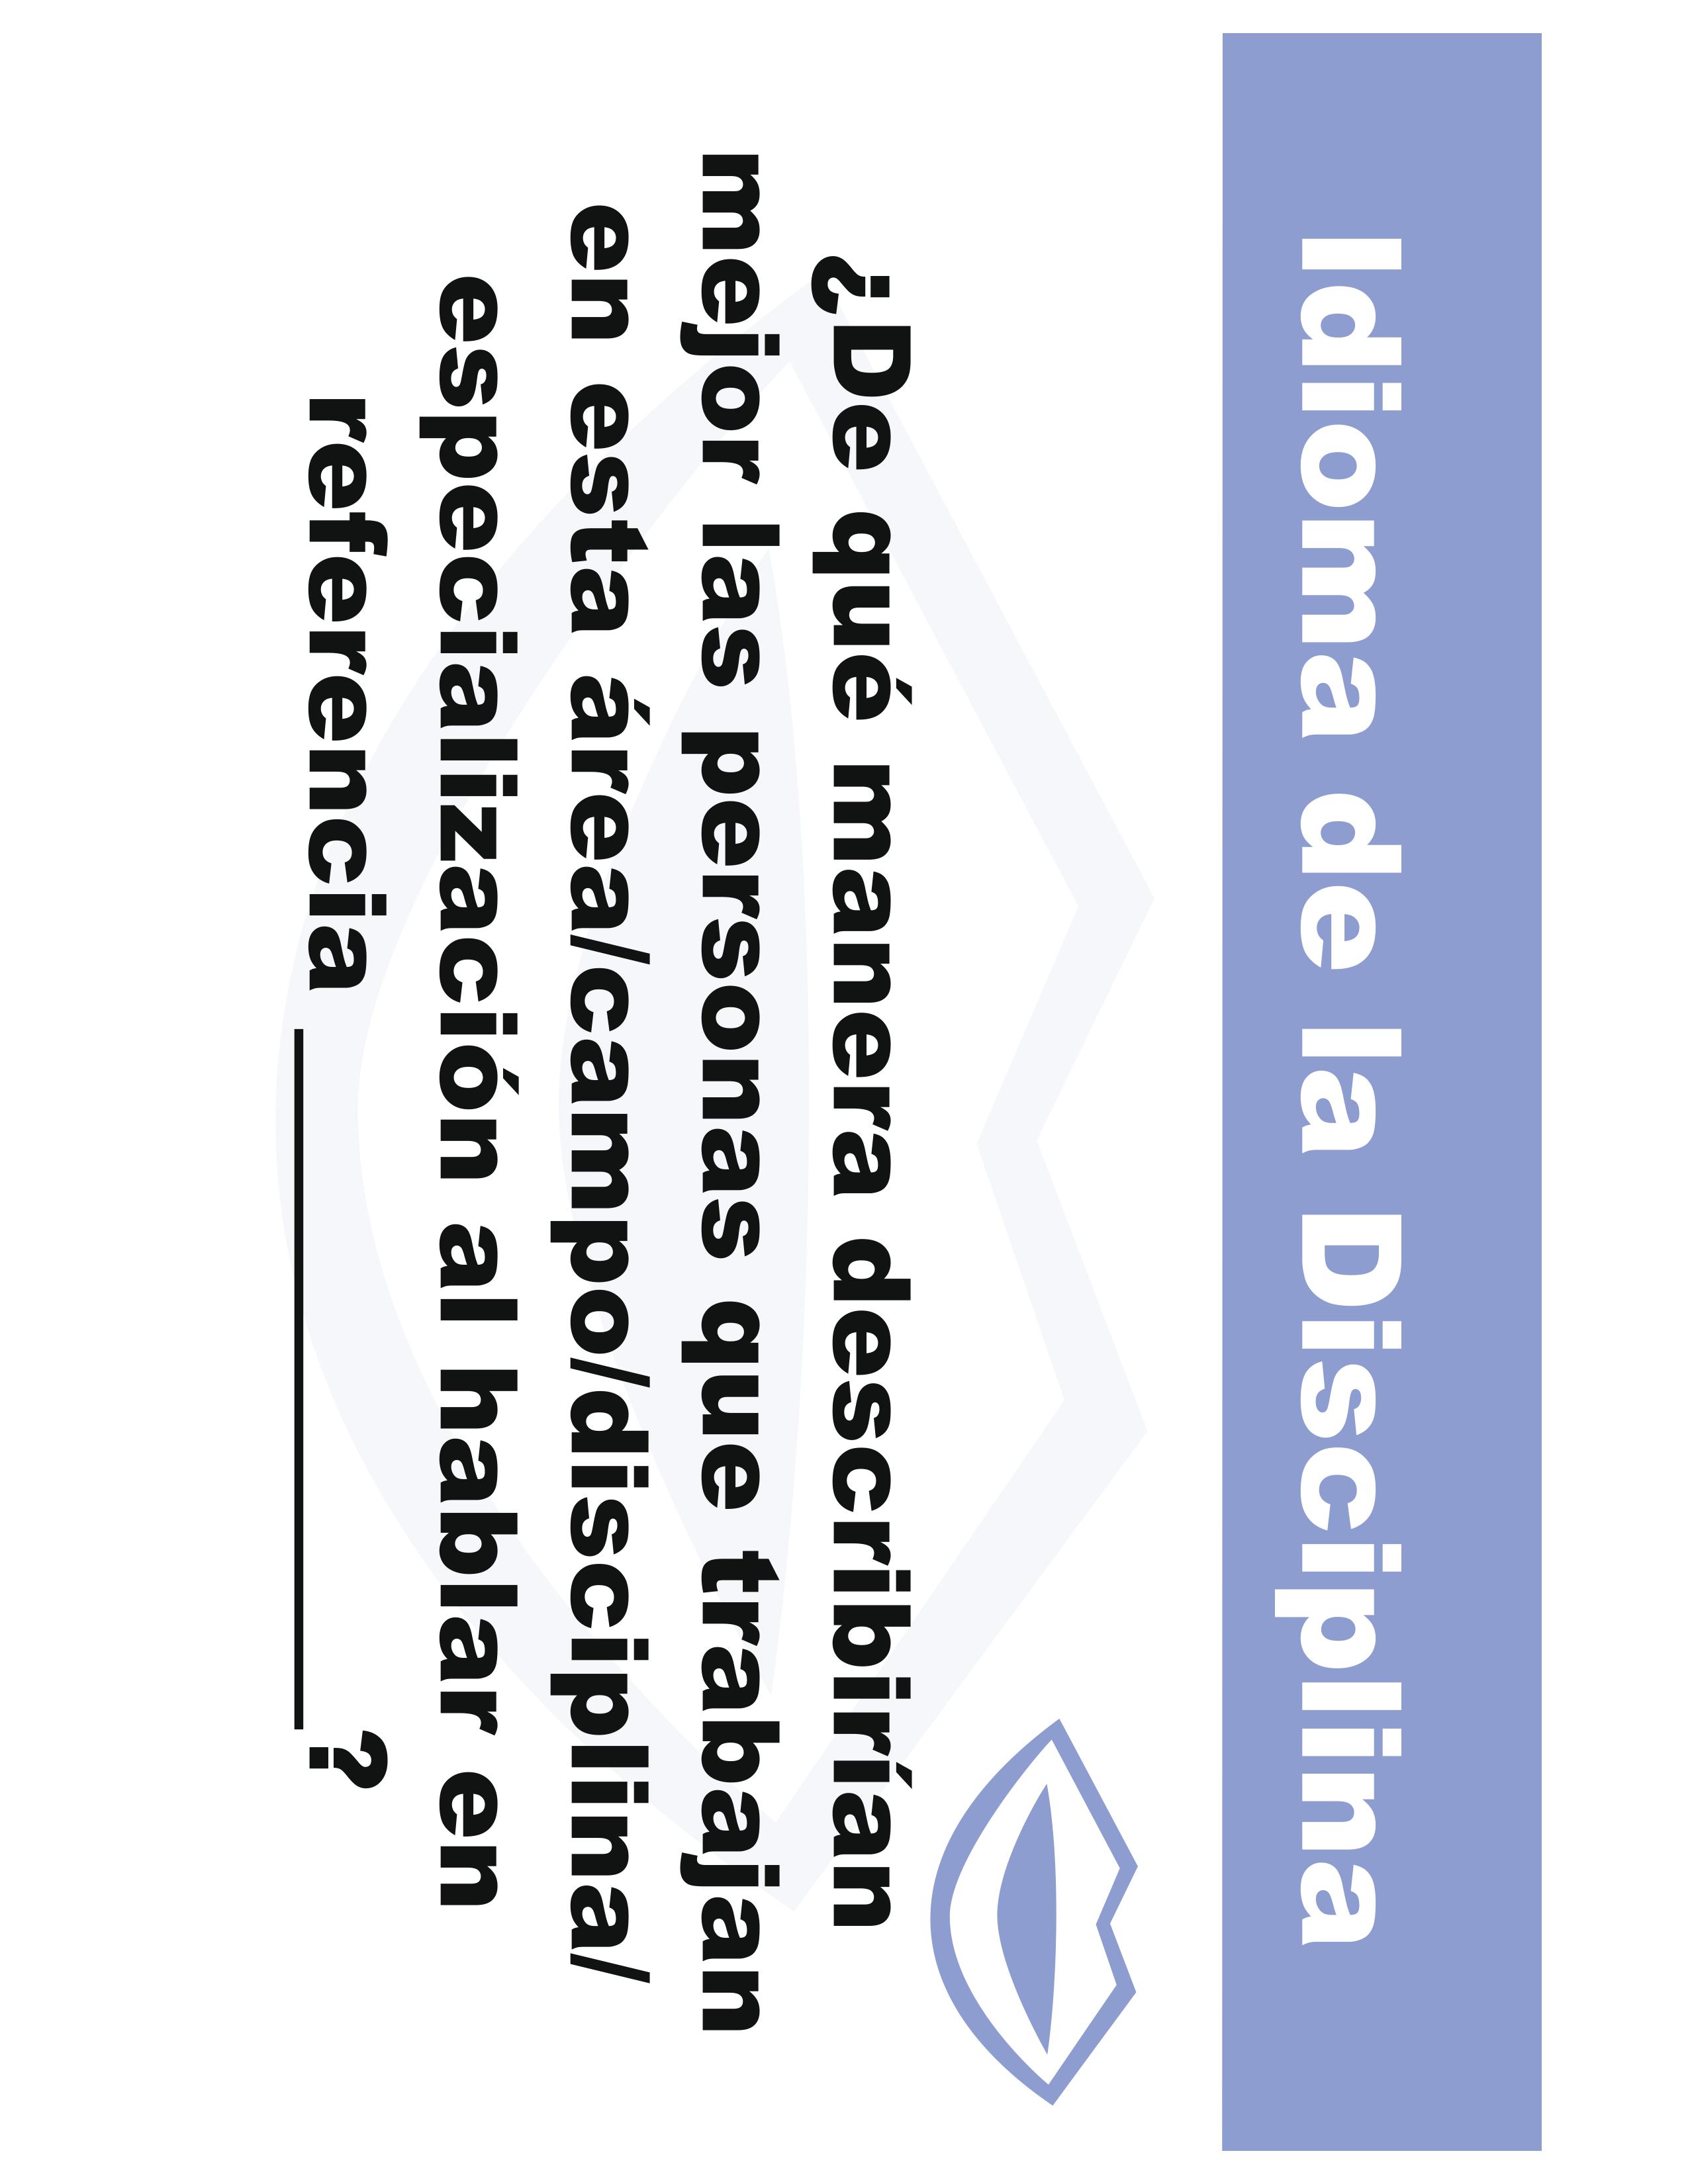 Idioma de la Disciplina
¿De qué manera describirían
mejor las personas que trabajan
en esta área/campo/disciplina/
especialización al hablar en
referencia ______________?